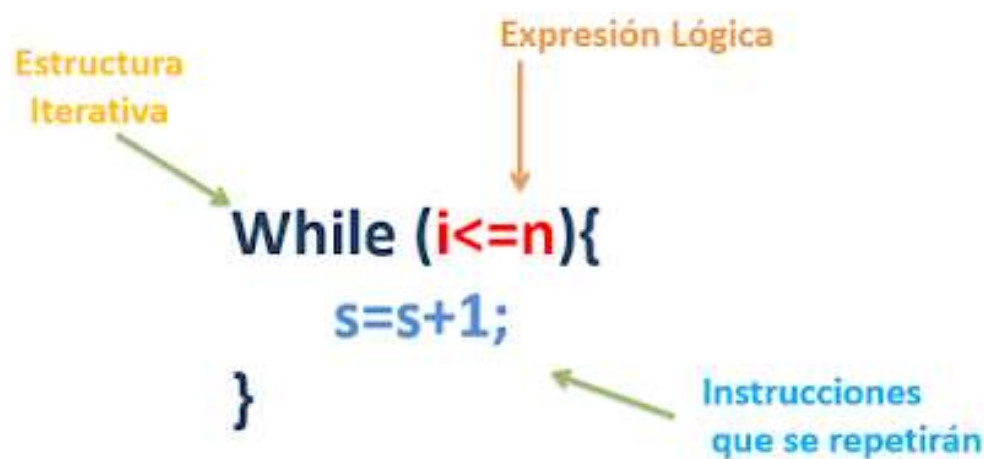 Expresión Lógica
Estructura
Iterativa
While (i<=n){
s=s+1;
}
Instrucciones
que se repetirán